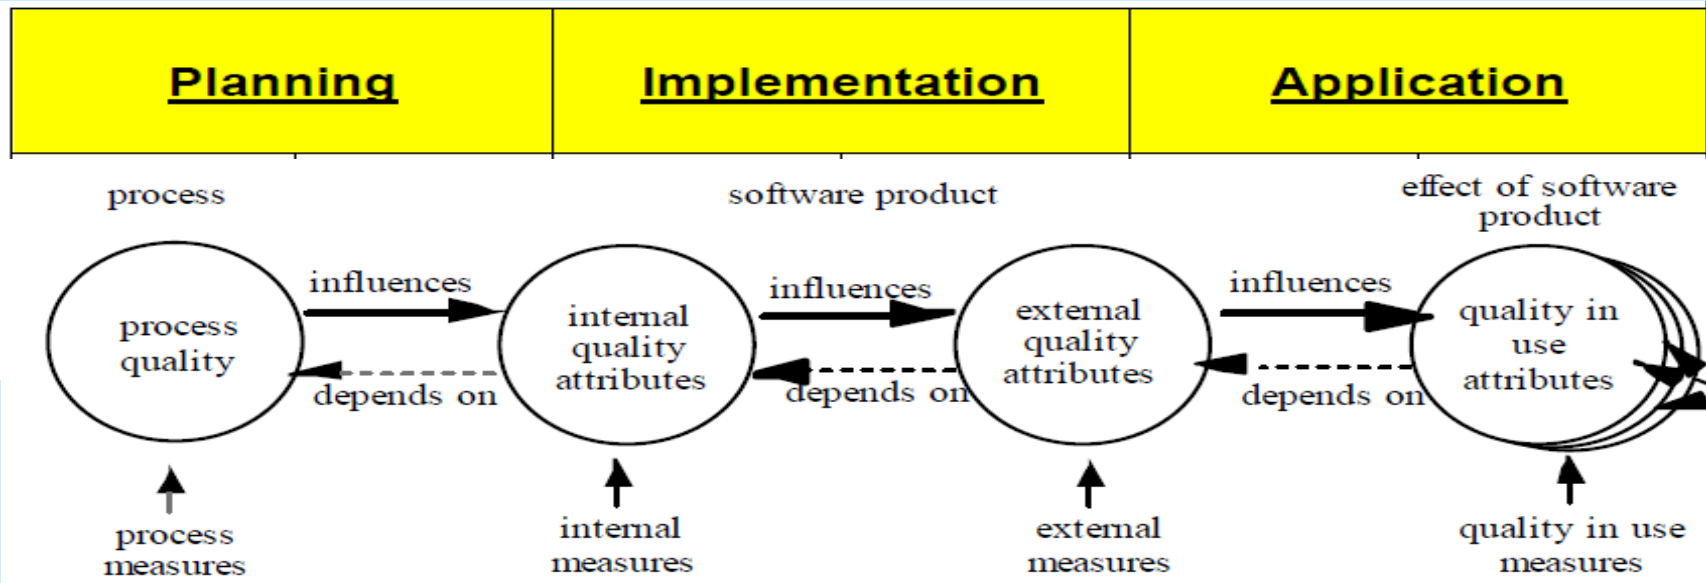 Planning
Implementation
Application
process
software product
effect of software
product
influences
influences
influences
process
quality
internal
quality
attributes
external
quality
attributes
quality in
use
attributes
depends on
depends on
depends on
process
measures
internal
measures
external
measures
quality in use
measures